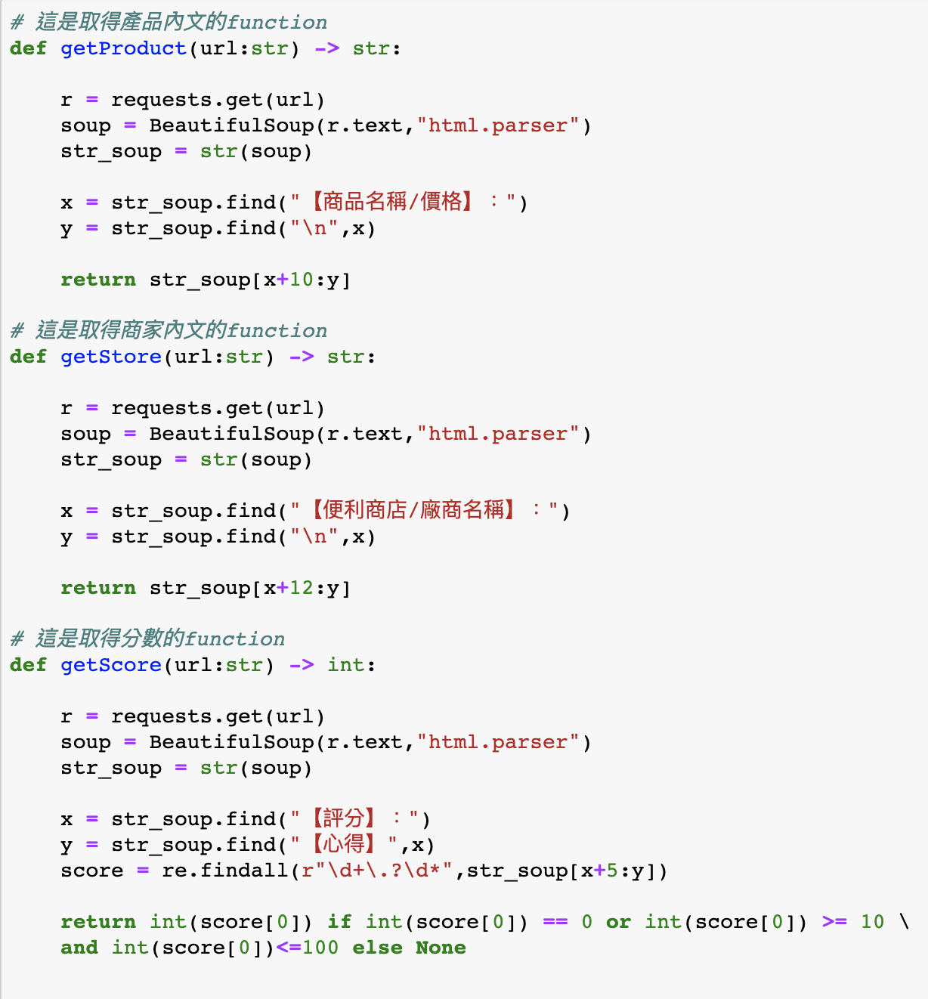 # 這是取得產品內文的function
def getProduct(url:str) -> str:
r = requests.get(url)
soup = BeautifulSoup(r.text,"html.parser")
str_soup = str(soup)
x = str_soup.find("【商品名稱/價格】：")
y = str_soup.find("\n",x)
return str_soup[x+10:y]
# 這是取得商家內文的function
def getStore(url:str) -> str:
r = requests.get(url)
soup = BeautifulSoup(r.text,"html.parser")
str_soup = str(soup)
x = str_soup.find("【便利商店/廠商名稱】：")
y = str_soup.find("\n",x)
return str_soup[x+12:y]
# 這是取得分數的function
def getScore(url:str) -> int:
r = requests.get(url)
soup = BeautifulSoup(r.text,"html.parser")
str_soup = str(soup)
x = str_soup.find("【評分】：")
y = str_soup.find("【心得】",x)
score = re.findall(r"\d+\.?\d*",str_soup[x+5:y])
return int(score[0]) if int(score[0]) == 0 or int(score[0]) >= 10 \
and int(score[0])<=100 else None